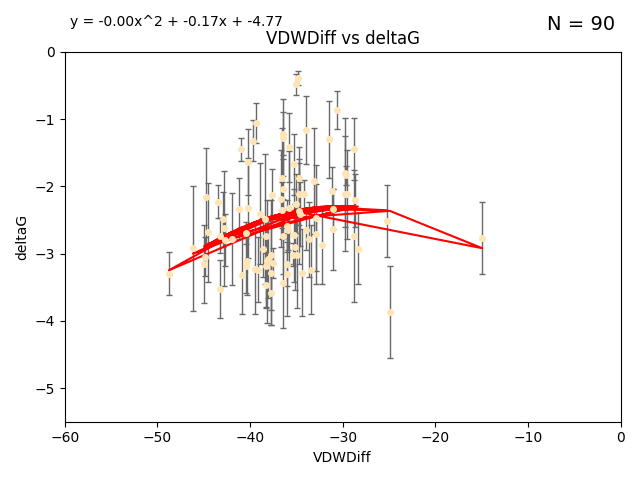 y = -0.00x^2 + -0.17x + -4.77
N = 90
VDWDiff vs deltaG
0
−1
−2
−3
−4
−5
deltaG
−60
−50
−40
−30
−20
−10
0
VDWDiff